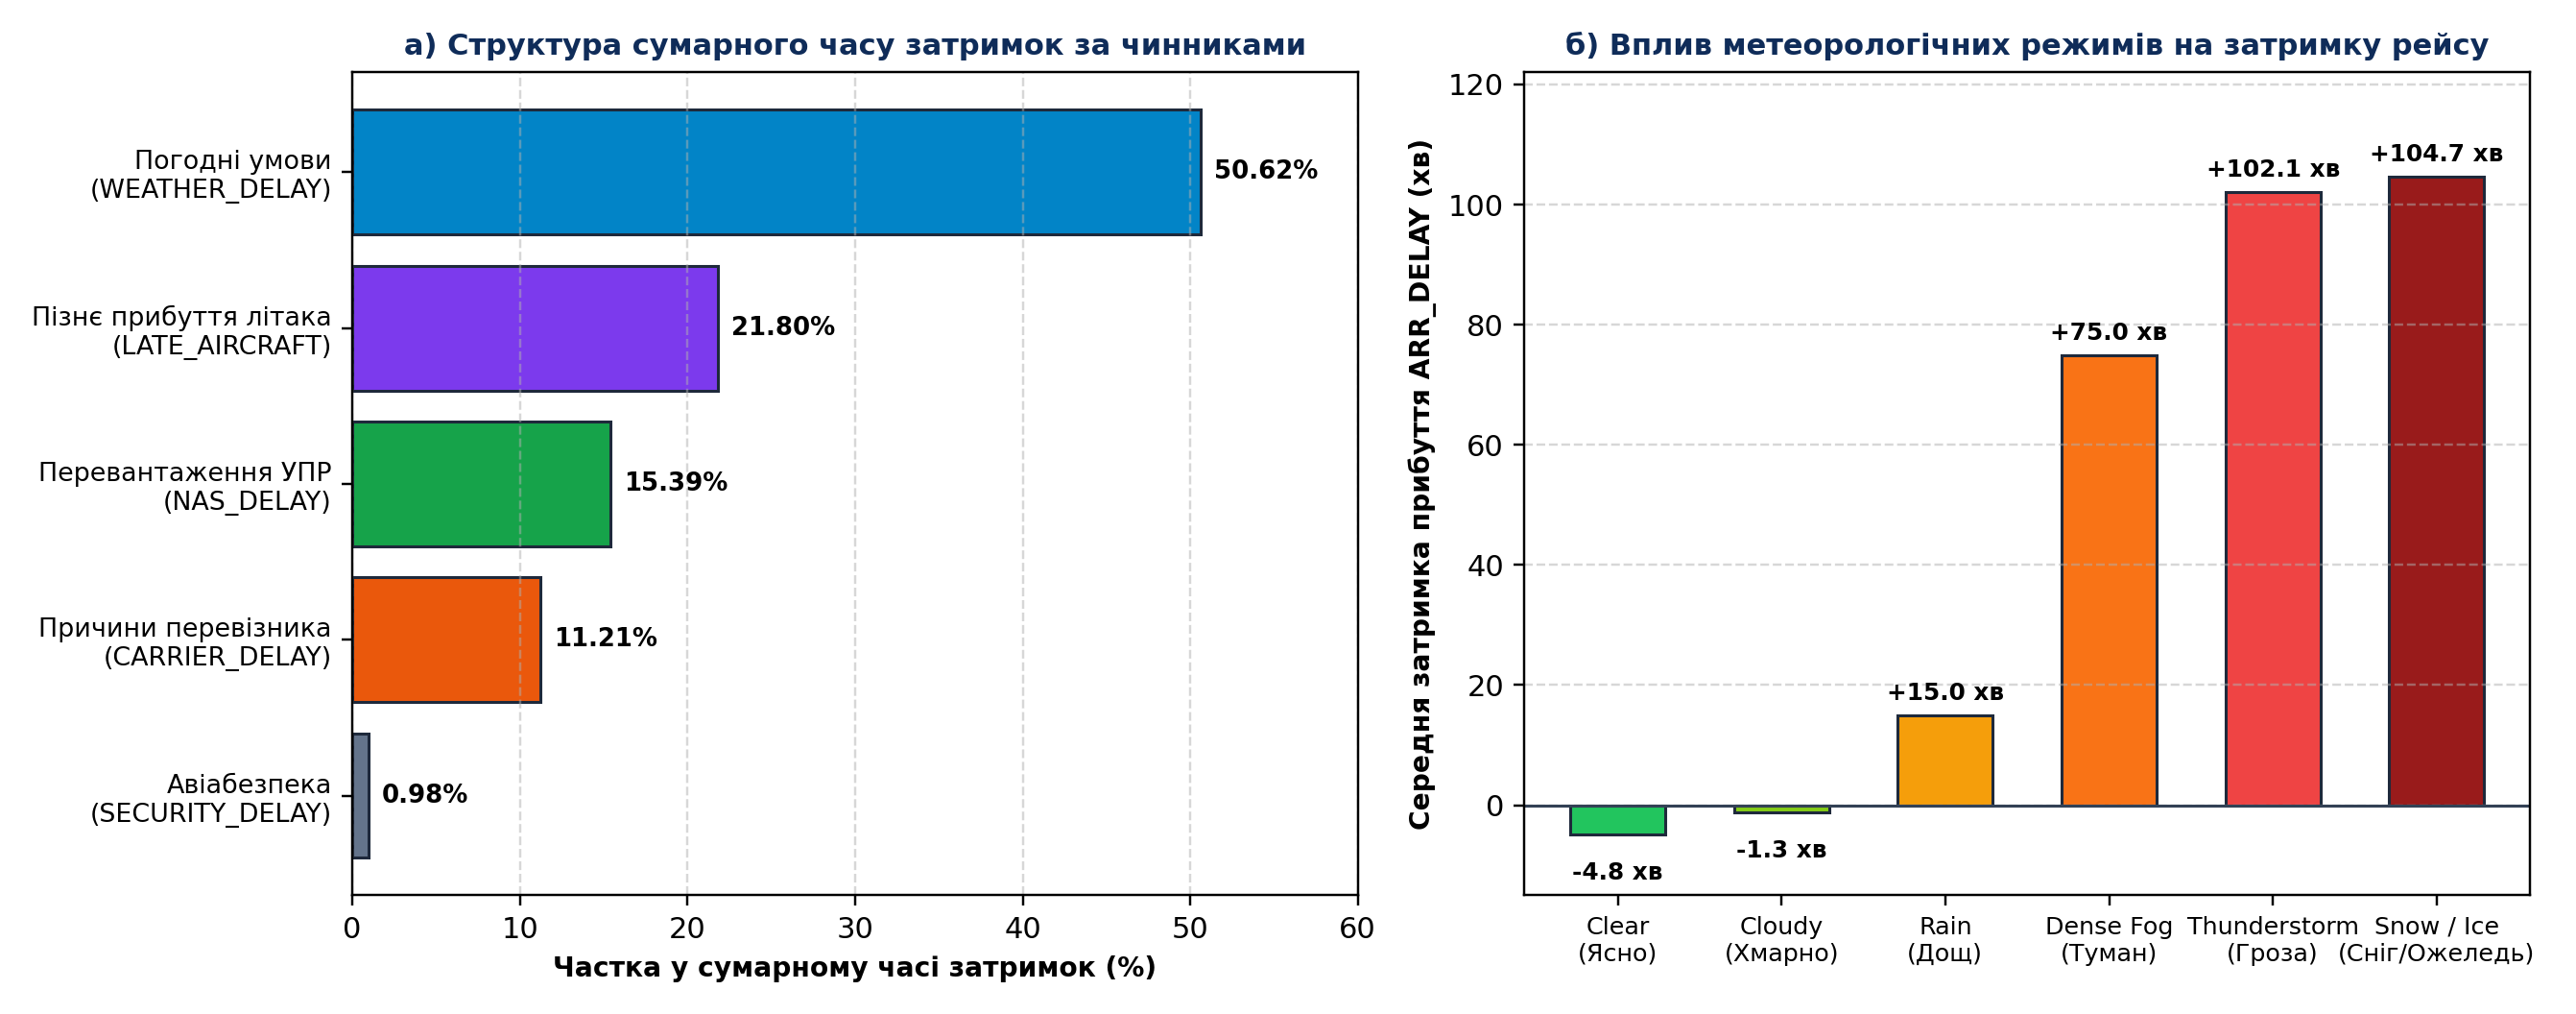 а) Структура сумарного часу затримок за чинниками
Погодні умови
(WEATHER_DELAY)
50.62%
Пізнє прибуття літака
(LATE_AIRCRAFT)
21.80%
Перевантаження УПР
(NAS_DELAY)
15.39%
Причини перевізника
(CARRIER_DELAY)
11.21%
Авіабезпека
(SECURITY_DELAY)
0.98%
0 10 20 30 40 50 60
Частка у сумарному часі затримок (%)
б) Вплив метеорологічних режимів на затримку рейсу
Середня затримка прибуття ARR_DELAY (хв)
120
100
80
60
40
20
0
-4.8 хв
-1.3 хв
+15.0 хв
+75.0 хв
+102.1 хв
+104.7 хв
Clear
(Ясно)
Cloudy
(Хмарно)
Rain
(Дощ)
Dense Fog
(Туман)
Thunderstorm
(Гроза)
Snow / Ice
(Сніг/Ожеледь)